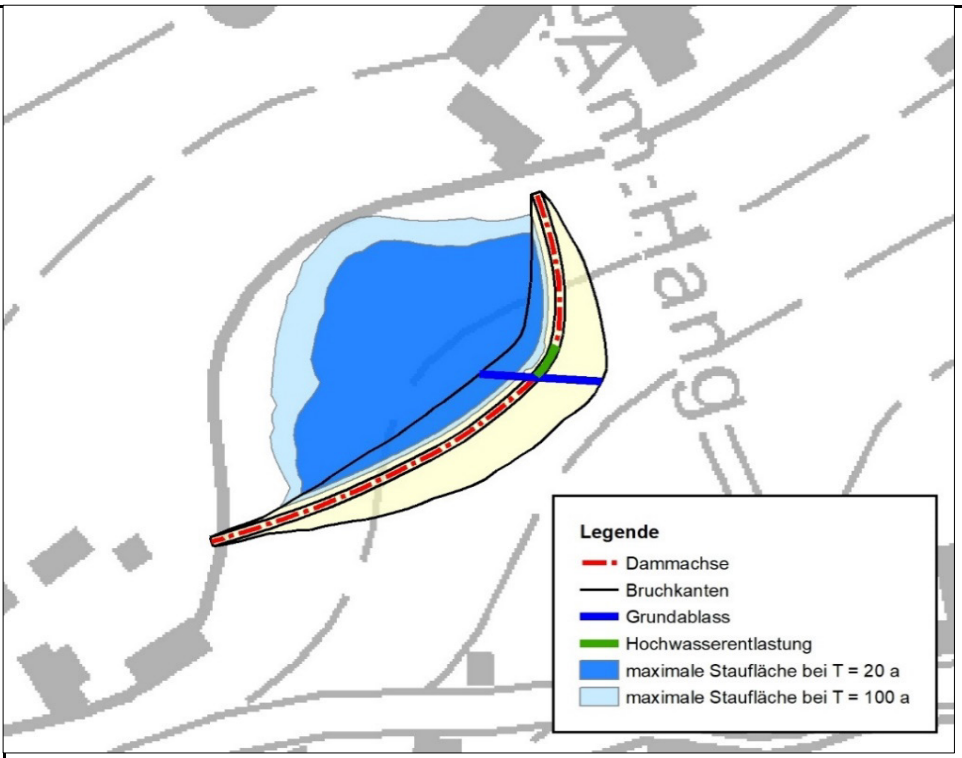 Am Hang
Legende
Dammachse
Bruchkanten
Grundablass
Hochwasserentlastung
maximale Staufläche bei T = 20 a
maximale Staufläche bei T = 100 a